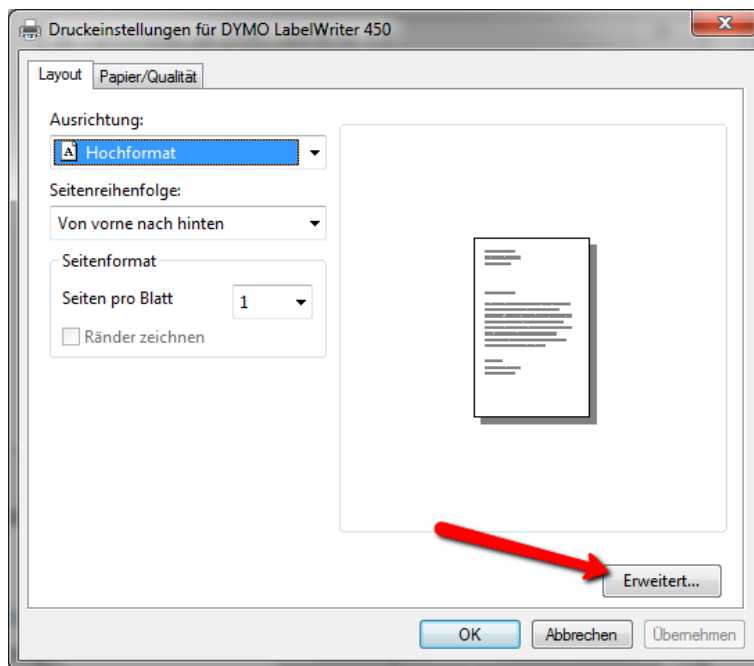 Druckeinstellungen für DYMO LabelWriter 450
Layout
Papier/Qualität
Ausrichtung:
A Hochformat
Seitenreihenfolge:
Von vorne nach hinten
Seitenformat
Seiten pro Blatt 1
Ränder zeichnen
Erweitert...
OK
Abbrechen
Übernehmen